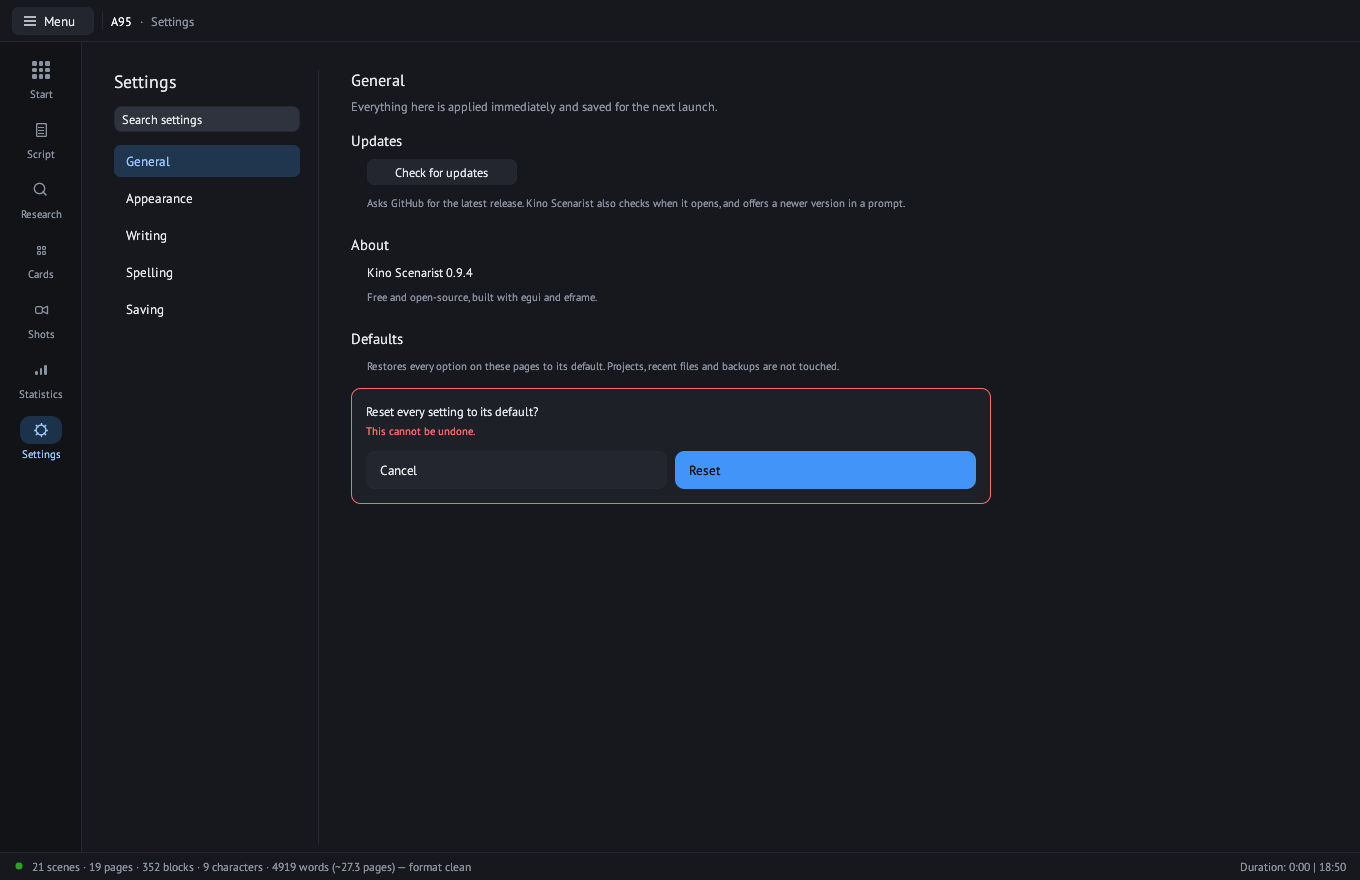 Menu
A95 · Settings
Start
Script
Research
Cards
Shots
Statistics
Settings
Settings
Search settings
General
Appearance
Writing
Spelling
Saving
General
Everything here is applied immediately and saved for the next launch.
Updates
Check for updates
Asks GitHub for the latest release. Kino Scenarist also checks when it opens, and offers a newer version in a prompt.
About
Kino Scenarist 0.9.4
Free and open-source, built with egui and eframe.
Defaults
Restores every option on these pages to its default. Projects, recent files and backups are not touched.
Reset every setting to its default?
This cannot be undone.
Cancel
Reset
21 scenes · 19 pages · 352 blocks · 9 characters · 4919 words (~27.3 pages) — format clean
Duration: 0:00 | 18:50